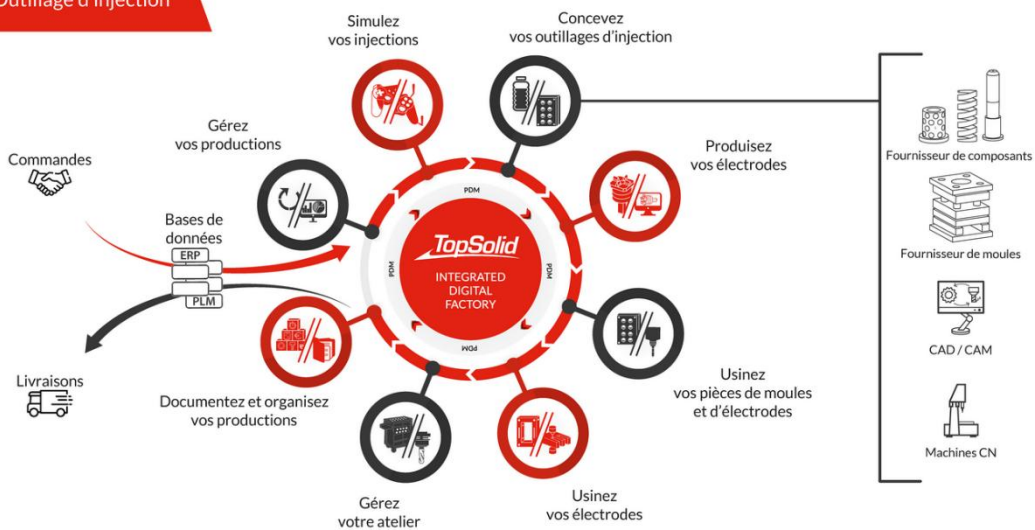 Outillage d'injection
Simulez
vos injections
Concevez
vos outillages d'injection
Gérez
vos productions
Produisez
vos électrodes
Commandes
Bases de
données
ERP
PLM
Livraisons
PDM
PDM
PDM
PDM
TopSolid
INTEGRATED
DIGITAL
FACTORY
Documentez et organisez
vos productions
Usinez
vos pièces de moules
et d'électrodes
Gérez
votre atelier
Usinez
vos électrodes
Fournisseur de composants
Fournisseur de moules
CAD / CAM
Machines CN